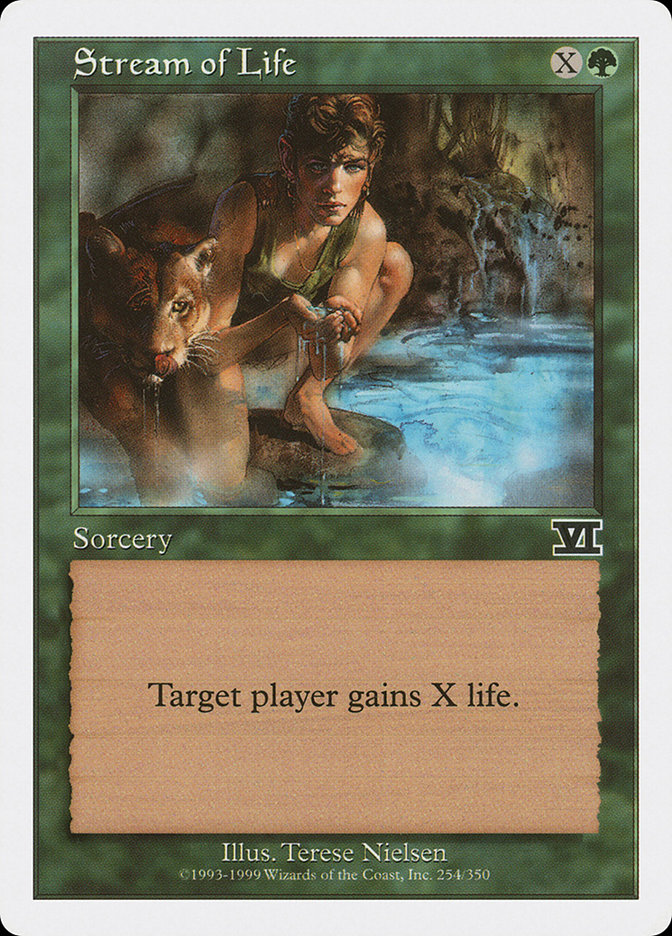 Stream of Life
X
Sorcery
VI
Target player gains X life.
Illus. Terese Nielsen
©1993-1999 Wizards of the Coast, Inc. 254/350